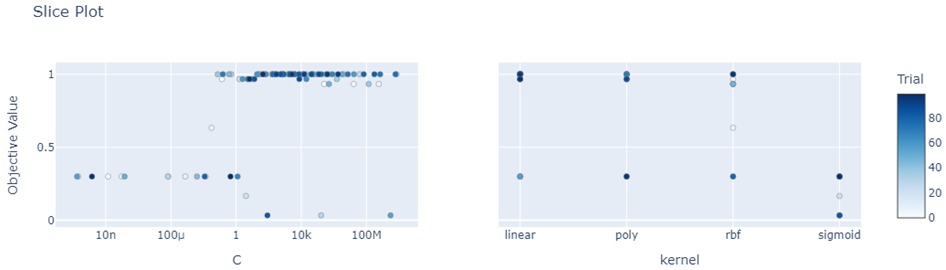 Slice Plot
Objective Value
1
0.5
0
10n
100μ
1
10k
100M
C
linear
poly
rbf
sigmoid
kernel
Trial
80
60
40
20
0